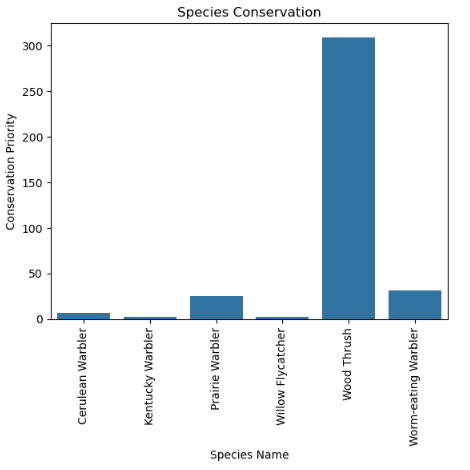 Species Conservation
Conservation Priority
300
250
200
150
100
50
0
Cerulean Warbler
Kentucky Warbler
Prairie Warbler
Willow Flycatcher
Wood Thrush
Worm-eating Warbler
Species Name